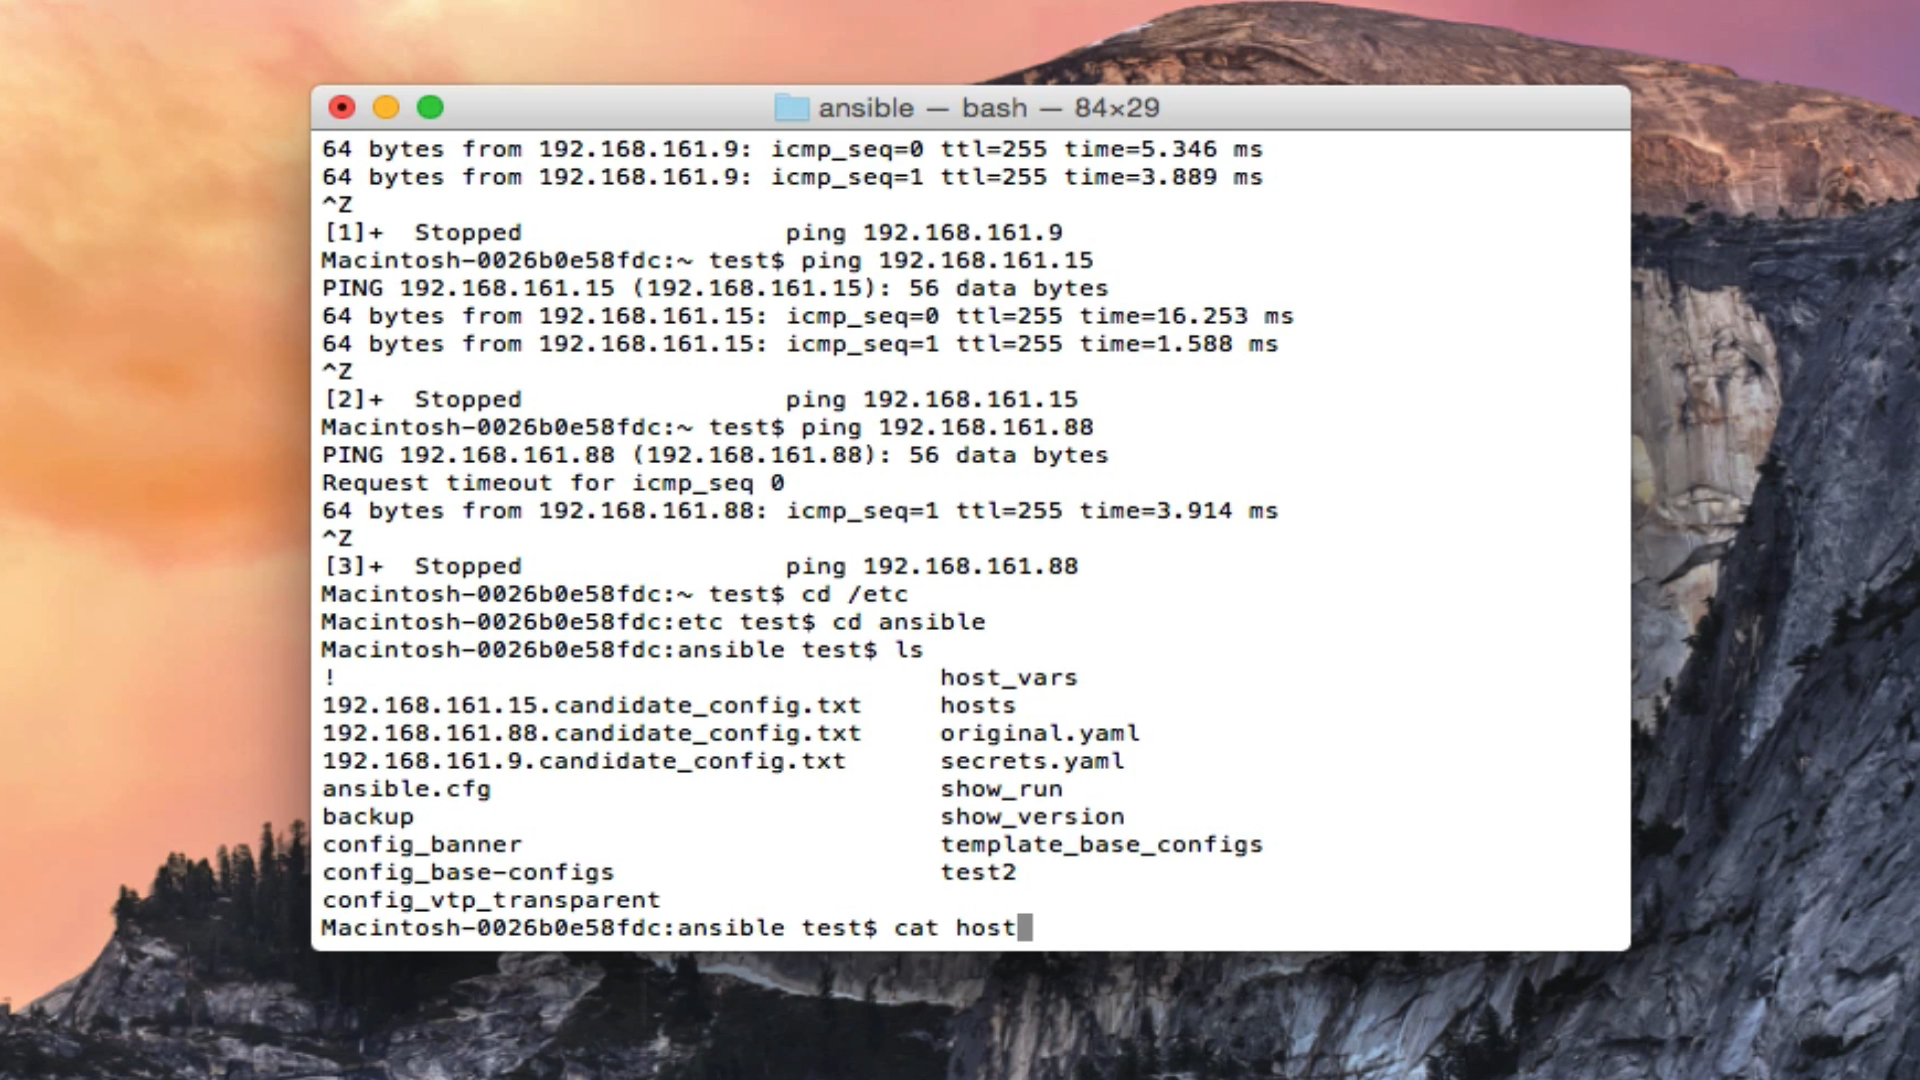 ansible — bash — 84×29
64 bytes from 192.168.161.9: icmp_seq=0 ttl=255 time=5.346 ms
64 bytes from 192.168.161.9: icmp_seq=1 ttl=255 time=3.889 ms
^Z
[1]+  Stopped                 ping 192.168.161.9
Macintosh-0026b0e58fdc:~ test$ ping 192.168.161.15
PING 192.168.161.15 (192.168.161.15): 56 data bytes
64 bytes from 192.168.161.15: icmp_seq=0 ttl=255 time=16.253 ms
64 bytes from 192.168.161.15: icmp_seq=1 ttl=255 time=1.588 ms
^Z
[2]+  Stopped                 ping 192.168.161.15
Macintosh-0026b0e58fdc:~ test$ ping 192.168.161.88
PING 192.168.161.88 (192.168.161.88): 56 data bytes
Request timeout for icmp_seq 0
64 bytes from 192.168.161.88: icmp_seq=1 ttl=255 time=3.914 ms
^Z
[3]+  Stopped                 ping 192.168.161.88
Macintosh-0026b0e58fdc:~ test$ cd /etc
Macintosh-0026b0e58fdc:etc test$ cd ansible
Macintosh-0026b0e58fdc:ansible test$ ls
!                                       host_vars
192.168.161.15.candidate_config.txt     hosts
192.168.161.88.candidate_config.txt     original.yaml
192.168.161.9.candidate_config.txt      secrets.yaml
ansible.cfg                             show_run
backup                                  show_version
config_banner                           template_base_configs
config_base-configs                     test2
config_vtp_transparent
Macintosh-0026b0e58fdc:ansible test$ cat host